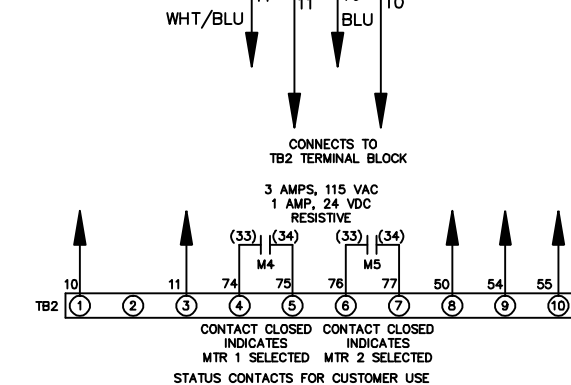 WHT/BLU
11
BLU
10
CONNECTS TO
TB2 TERMINAL BLOCK
3 AMPS, 115 VAC
1 AMP, 24 VDC
RESISTIVE
(33) (34) (33) (34)
M4 M5
10 11 74 75 76 77 50 54 55
TB2 1 2 3 4 5 6 7 8 9 10
CONTACT CLOSED CONTACT CLOSED
INDICATES INDICATES
MTR 1 SELECTED MTR 2 SELECTED
STATUS CONTACTS FOR CUSTOMER USE